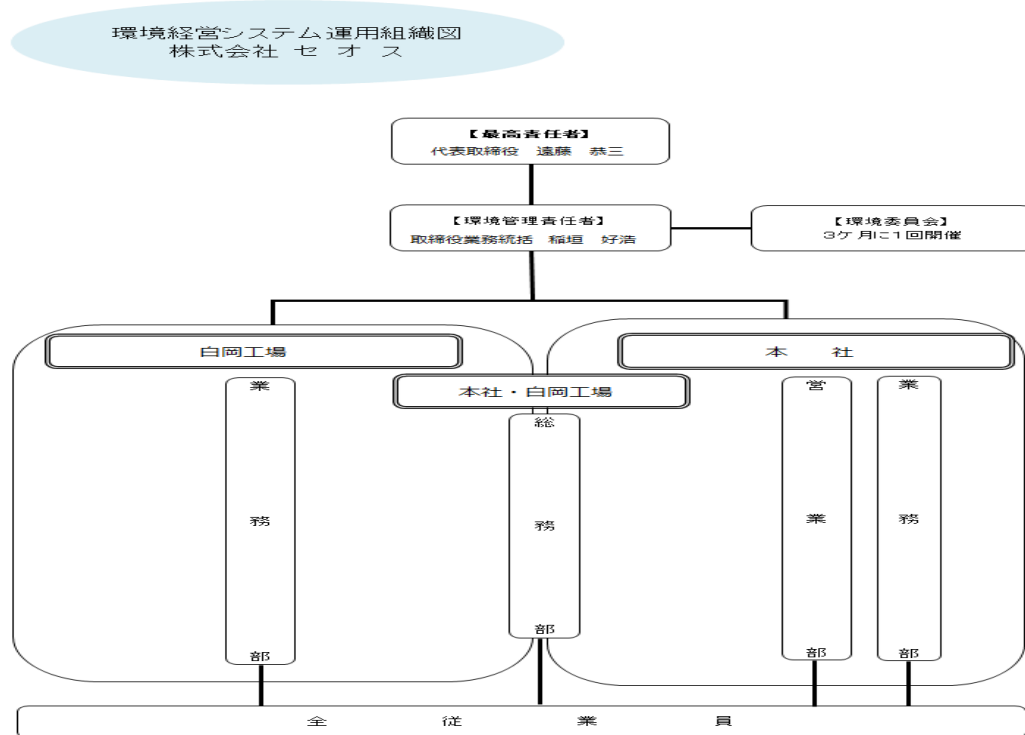 環境経営システム運用組織図
株式会社 セ オ ス
【最高責任者】
代表取締役 遠藤 恭三
【環境管理責任者】
取締役業務統括 稲垣 好浩
【環境委員会】
3ケ月に1回開催
白岡工場
本 社
本社・白岡工場
業務部
総務部
営業部
業務部
全 従 業 員